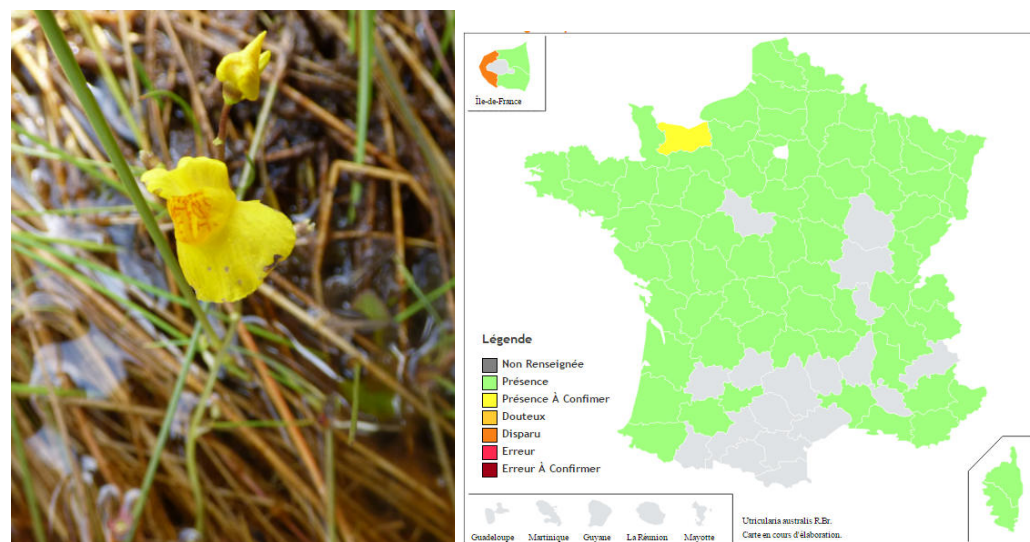 Île-de-France
Légende
Non Renseignée
Présence
Présence À Confimer
Douteux
Disparu
Erreur
Erreur À Confirmer
Guadeloupe Martinique Guyane La Réunion Mayotte
Utricularia australis R.Br.
Carte en cours d'élaboration.